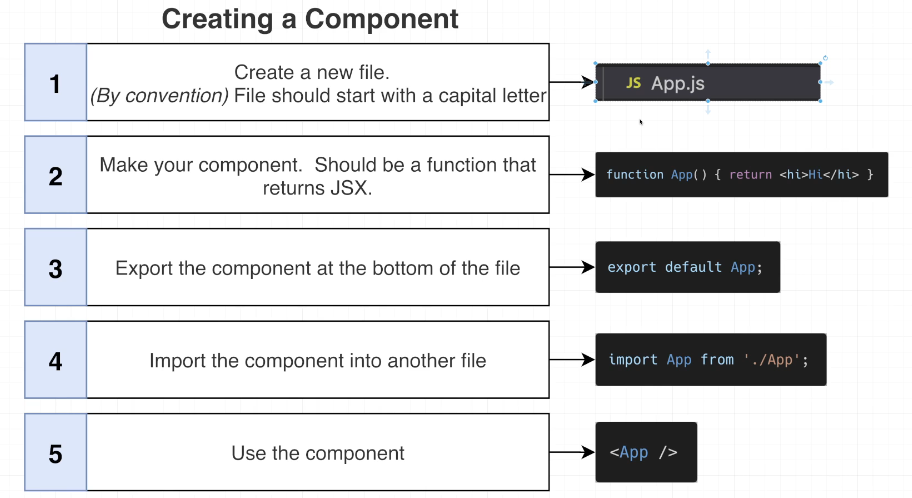 Creating a Component
1
Create a new file.
(By convention) File should start with a capital letter
JS App.js
2
Make your component. Should be a function that
returns JSX.
function App() { return <hi>Hi</hi> }
3
Export the component at the bottom of the file
export default App;
4
Import the component into another file
import App from './App';
5
Use the component
<App />